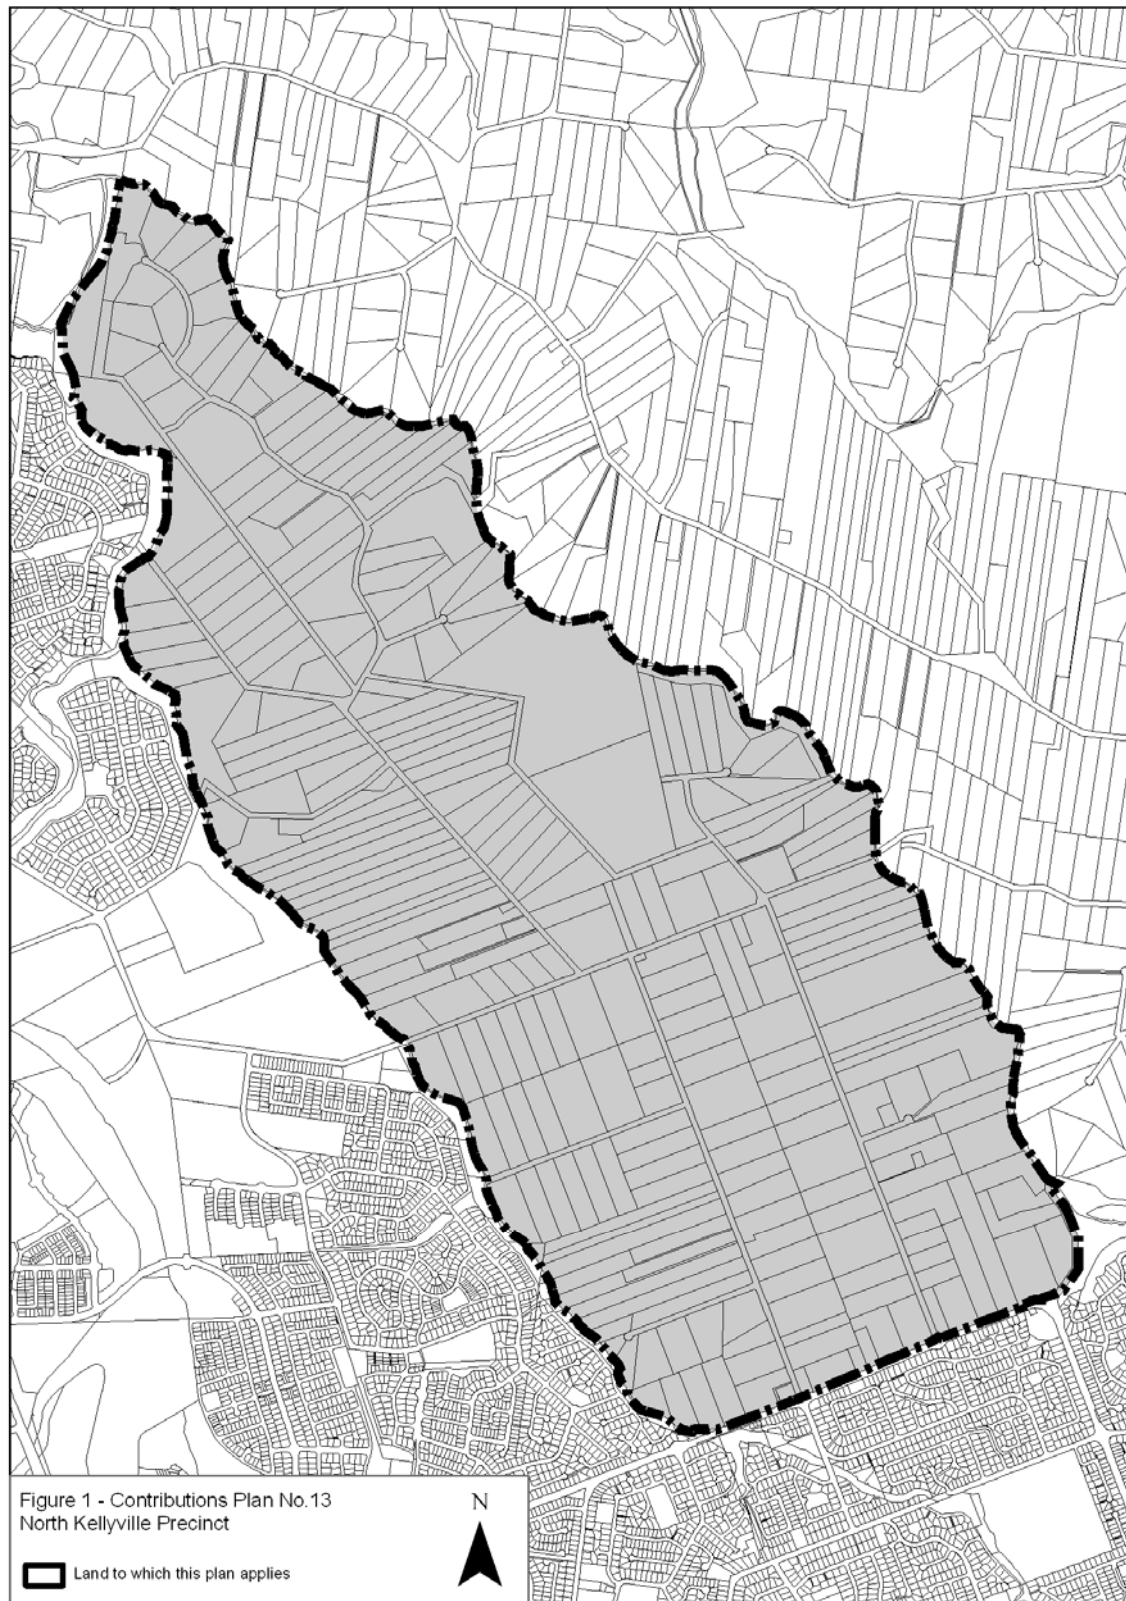 Figure 1 - Contributions Plan No.13
North Kellyville Precinct
N
Land to which this plan applies